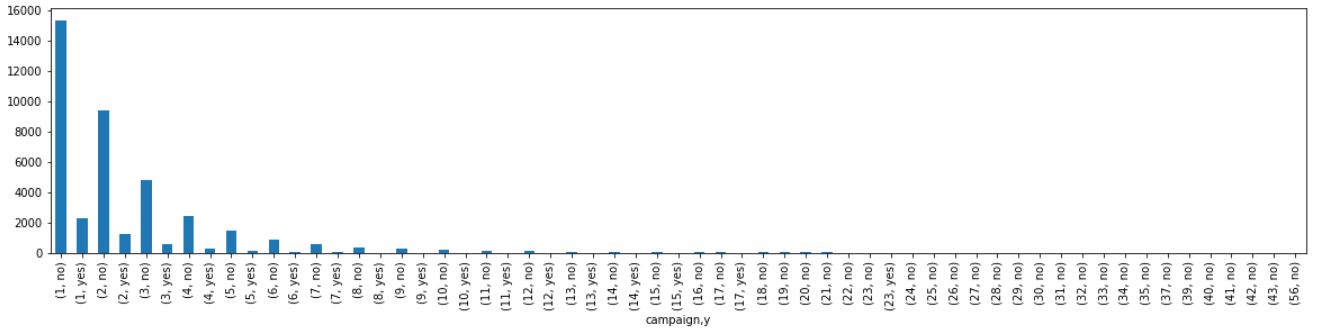 16000
14000
12000
10000
8000
6000
4000
2000
0
(1, no)
(1, yes)
(2, no)
(2, yes)
(3, no)
(3, yes)
(4, no)
(4, yes)
(5, no)
(5, yes)
(6, no)
(6, yes)
(7, no)
(7, yes)
(8, no)
(8, yes)
(9, no)
(9, yes)
(10, no)
(10, yes)
(11, no)
(11, yes)
(12, no)
(12, yes)
(13, no)
(13, yes)
(14, no)
(14, yes)
(15, no)
(15, yes)
(16, no)
(17, no)
(17, yes)
(18, no)
(19, no)
(20, no)
(21, no)
(22, no)
(23, no)
(23, yes)
(24, no)
(25, no)
(26, no)
(27, no)
(28, no)
(29, no)
(30, no)
(31, no)
(32, no)
(33, no)
(34, no)
(35, no)
(37, no)
(39, no)
(40, no)
(41, no)
(42, no)
(43, no)
(56, no)
campaign,y